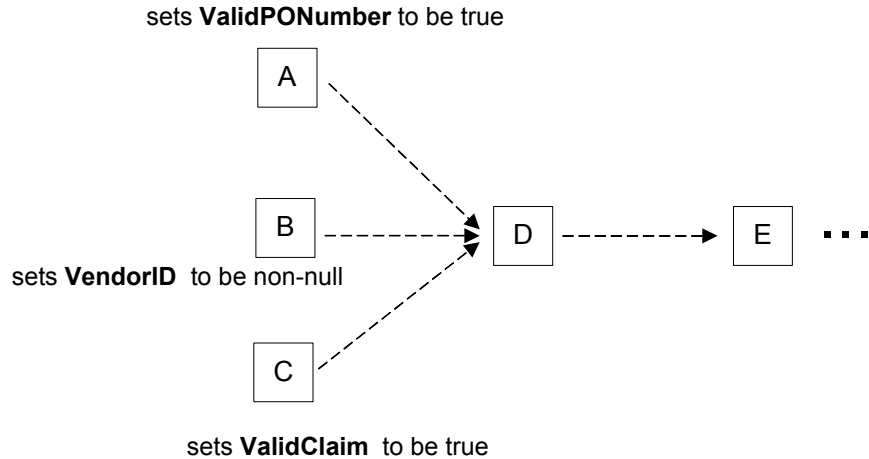 sets ValidPONumber to be true
A
B
D
E
...
sets VendorID to be non-null
C
sets ValidClaim to be true